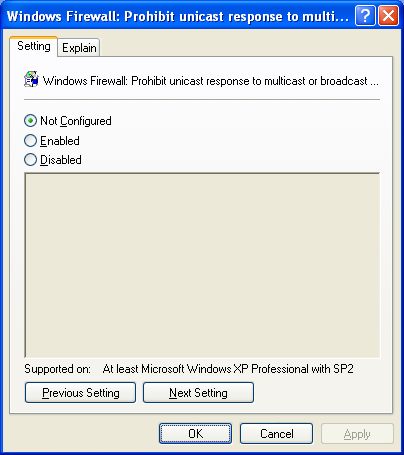 Windows Firewall: Prohibit unicast response to multi...
Setting
Explain
Windows Firewall: Prohibit unicast response to multicast or broadcast ...
Not Configured
Enabled
Disabled
Supported on: At least Microsoft Windows XP Professional with SP2
Previous Setting
Next Setting
OK
Cancel
Apply